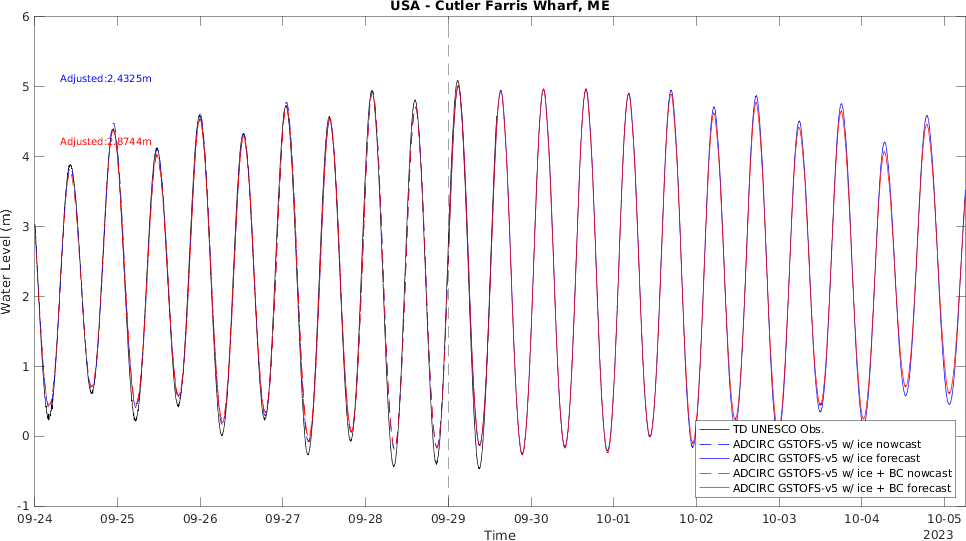 USA - Cutler Farris Wharf, ME
6
5
4
3
2
1
0
-1
Water Level (m)
Adjusted:2.4325m
Adjusted:2.8744m
TD UNESCO Obs.
ADCIRC GSTOFS-v5 w/ ice nowcast
ADCIRC GSTOFS-v5 w/ ice forecast
ADCIRC GSTOFS-v5 w/ ice + BC nowcast
ADCIRC GSTOFS-v5 w/ ice + BC forecast
09-24 09-25 09-26 09-27 09-28 09-29 09-30 10-01 10-02 10-03 10-04 10-05
Time
2023